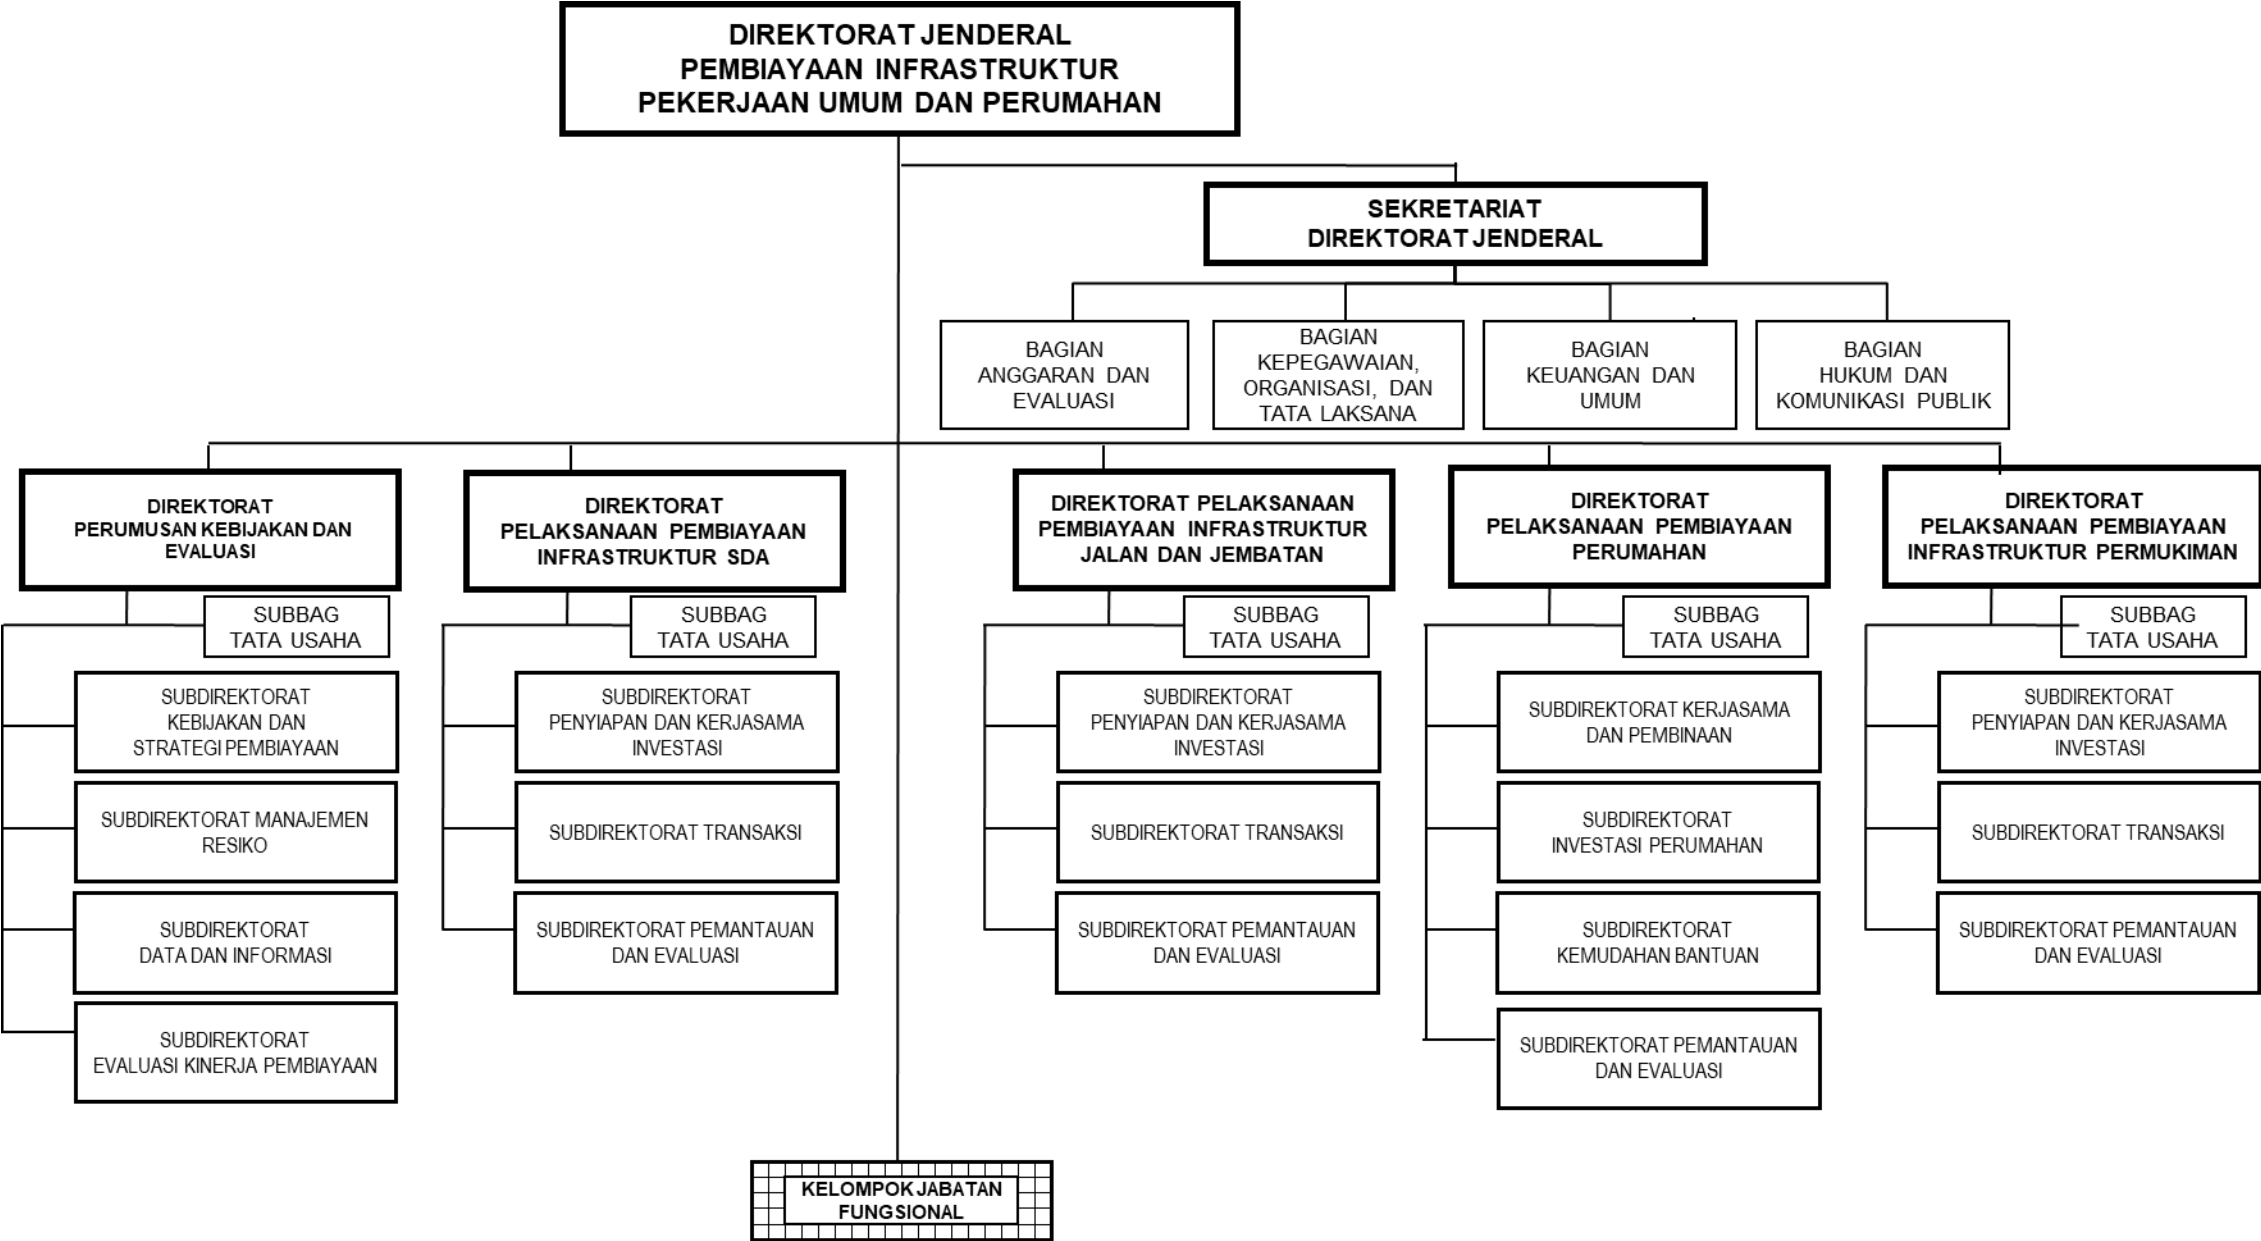 DIREKTORAT JENDERAL
PEMBIAYAAN INFRASTRUKTUR
PEKERJAAN UMUM DAN PERUMAHAN
SEKRETARIAT
DIREKTORAT JENDERAL
BAGIAN
ANGGARAN DAN
EVALUASI
BAGIAN
KEPEGAWAIAN,
ORGANISASI, DAN
TATA LAKSANA
BAGIAN
KEUANGAN DAN
UMUM
BAGIAN
HUKUM DAN
KOMUNIKASI PUBLIK
DIREKTORAT
PERUMUSAN KEBIJAKAN DAN
EVALUASI
SUBBAG
TATA USAHA
SUBDIREKTORAT
KEBIJAKAN DAN
STRATEGI PEMBIAYAAN
SUBDIREKTORAT MANAJEMEN
RESIKO
SUBDIREKTORAT
DATA DAN INFORMASI
SUBDIREKTORAT
EVALUASI KINERJA PEMBIAYAAN
DIREKTORAT
PELAKSANAAN PEMBIAYAAN
INFRASTRUKTUR SDA
SUBBAG
TATA USAHA
SUBDIREKTORAT
PENYIAPAN DAN KERJASAMA
INVESTASI
SUBDIREKTORAT TRANSAKSI
SUBDIREKTORAT PEMANTAUAN
DAN EVALUASI
DIREKTORAT PELAKSANAAN
PEMBIAYAAN INFRASTRUKTUR
JALAN DAN JEMBATAN
SUBBAG
TATA USAHA
SUBDIREKTORAT
PENYIAPAN DAN KERJASAMA
INVESTASI
SUBDIREKTORAT TRANSAKSI
SUBDIREKTORAT PEMANTAUAN
DAN EVALUASI
DIREKTORAT
PELAKSANAAN PEMBIAYAAN
PERUMAHAN
SUBBAG
TATA USAHA
SUBDIREKTORAT KERJASAMA
DAN PEMBINAAN
SUBDIREKTORAT
INVESTASI PERUMAHAN
SUBDIREKTORAT
KEMUDAHAN BANTUAN
SUBDIREKTORAT PEMANTAUAN
DAN EVALUASI
DIREKTORAT
PELAKSANAAN PEMBIAYAAN
INFRASTRUKTUR PERMUKIMAN
SUBBAG
TATA USAHA
SUBDIREKTORAT
PENYIAPAN DAN KERJASAMA
INVESTASI
SUBDIREKTORAT TRANSAKSI
SUBDIREKTORAT PEMANTAUAN
DAN EVALUASI
KELOMPOK JABATAN
FUNGSIONAL